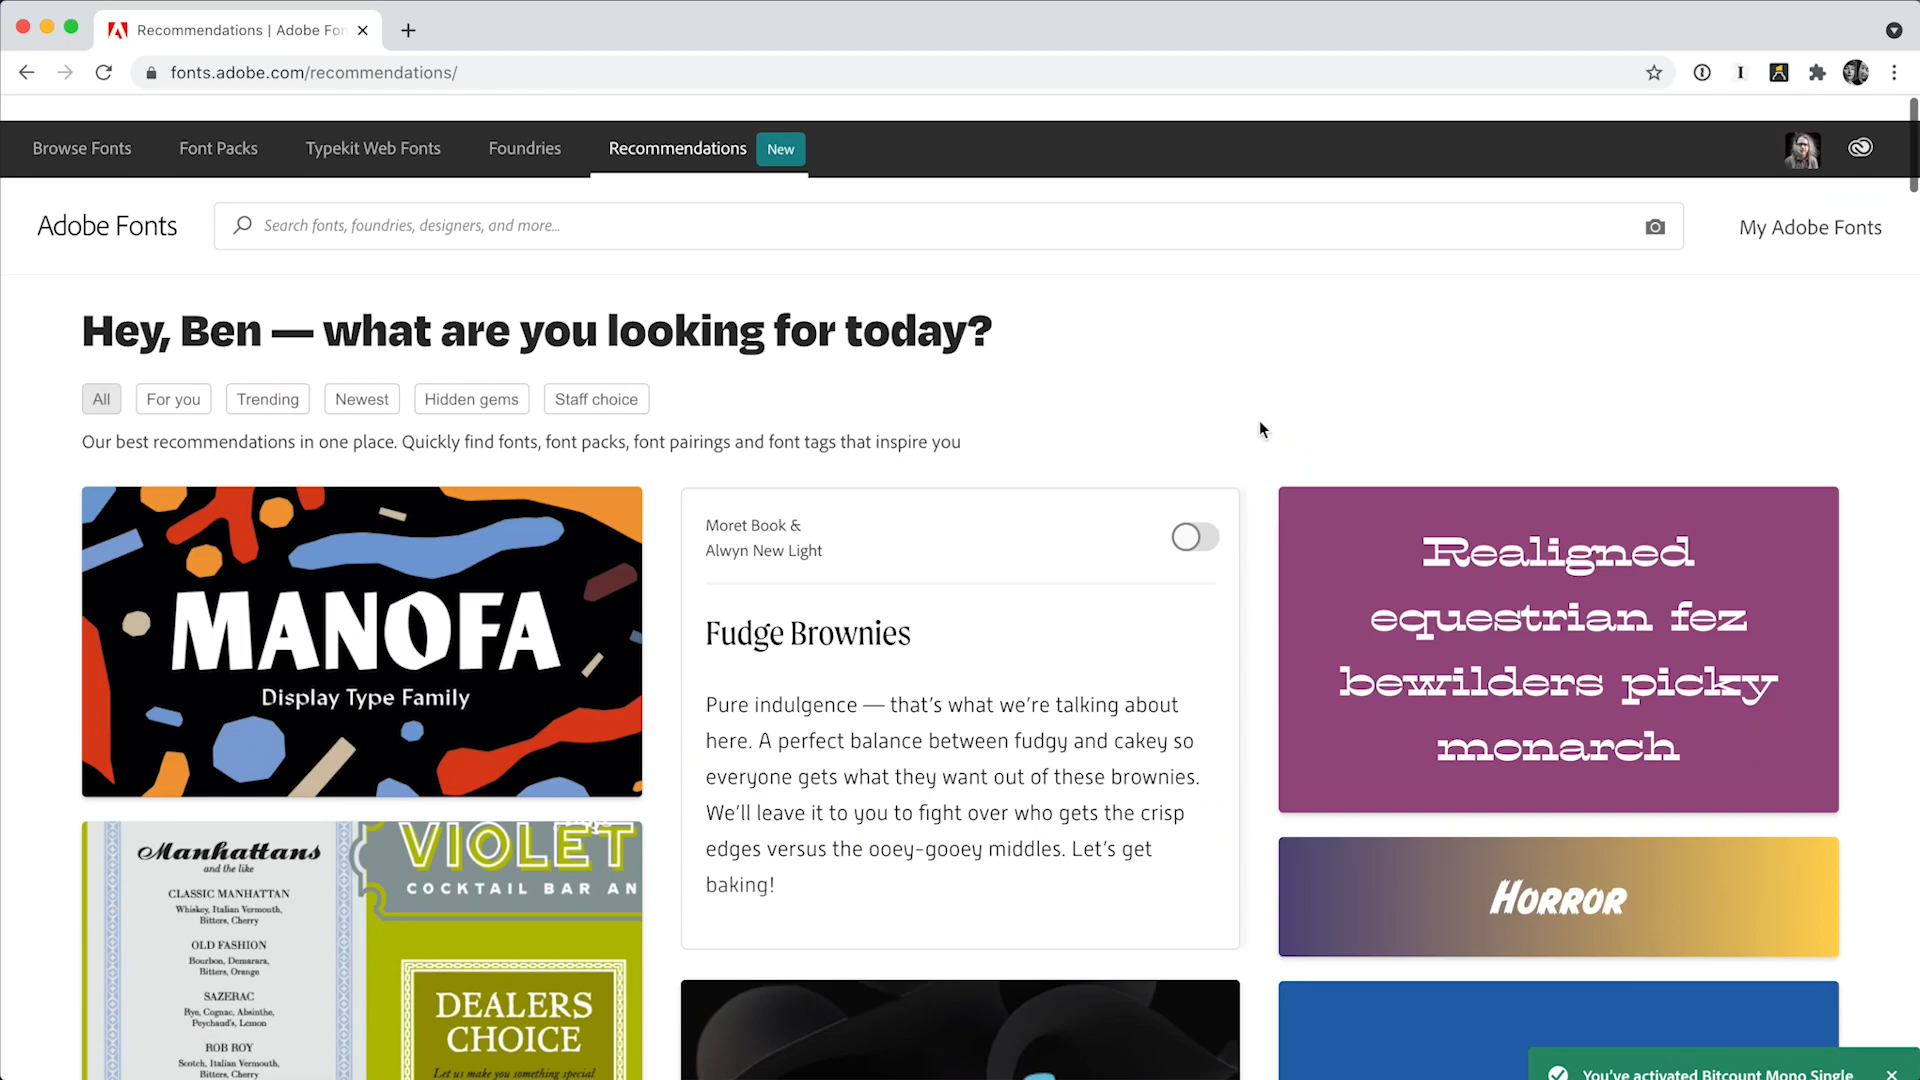 Recommendations | Adobe Fon
fonts.adobe.com/recommendations/
Browse Fonts
Font Packs
Typekit Web Fonts
Foundries
Recommendations
New
Adobe Fonts
Search fonts, foundries, designers, and more...
My Adobe Fonts
Hey, Ben — what are you looking for today?
All
For you
Trending
Newest
Hidden gems
Staff choice
Our best recommendations in one place. Quickly find fonts, font packs, font pairings and font tags that inspire you
MANOFA
Display Type Family
Manhattans
and the like
CLASSIC MANHATTAN
Whiskey, Italian Vermouth,
Bitters, Cherry
OLD FASHION
Bourbon, Demarara,
Bitters, Orange
SAZERAC
Rye, Cognac, Absinthe,
Peychaud's, Lemon
ROB ROY
Scotch, Italian Vermouth,
Bitters, Cherry
VIOLET
COCKTAIL BAR AN
DEALERS
CHOICE
Let us make you something special
Moret Book &
Alwyn New Light
Fudge Brownies
Pure indulgence — that’s what we’re talking about
here. A perfect balance between fudgy and cakey so
everyone gets what they want out of these brownies.
We’ll leave it to you to fight over who gets the crisp
edges versus the ooey-gooey middles. Let’s get
baking!
Realigned
equestrian fez
bewilders picky
monarch
HORROR
You’ve activated Bitcount Mono Single